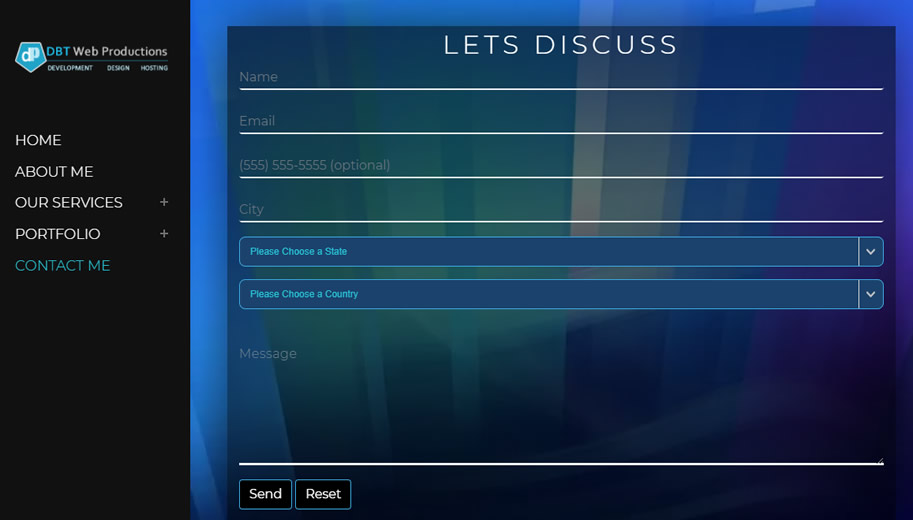 dp
DBT Web Productions
DEVELOPMENT DESIGN HOSTING
HOME
ABOUT ME
OUR SERVICES +
PORTFOLIO +
CONTACT ME
LETS DISCUSS
Name
Email
(555) 555-5555 (optional)
City
Please Choose a State
Please Choose a Country
Message
Send Reset